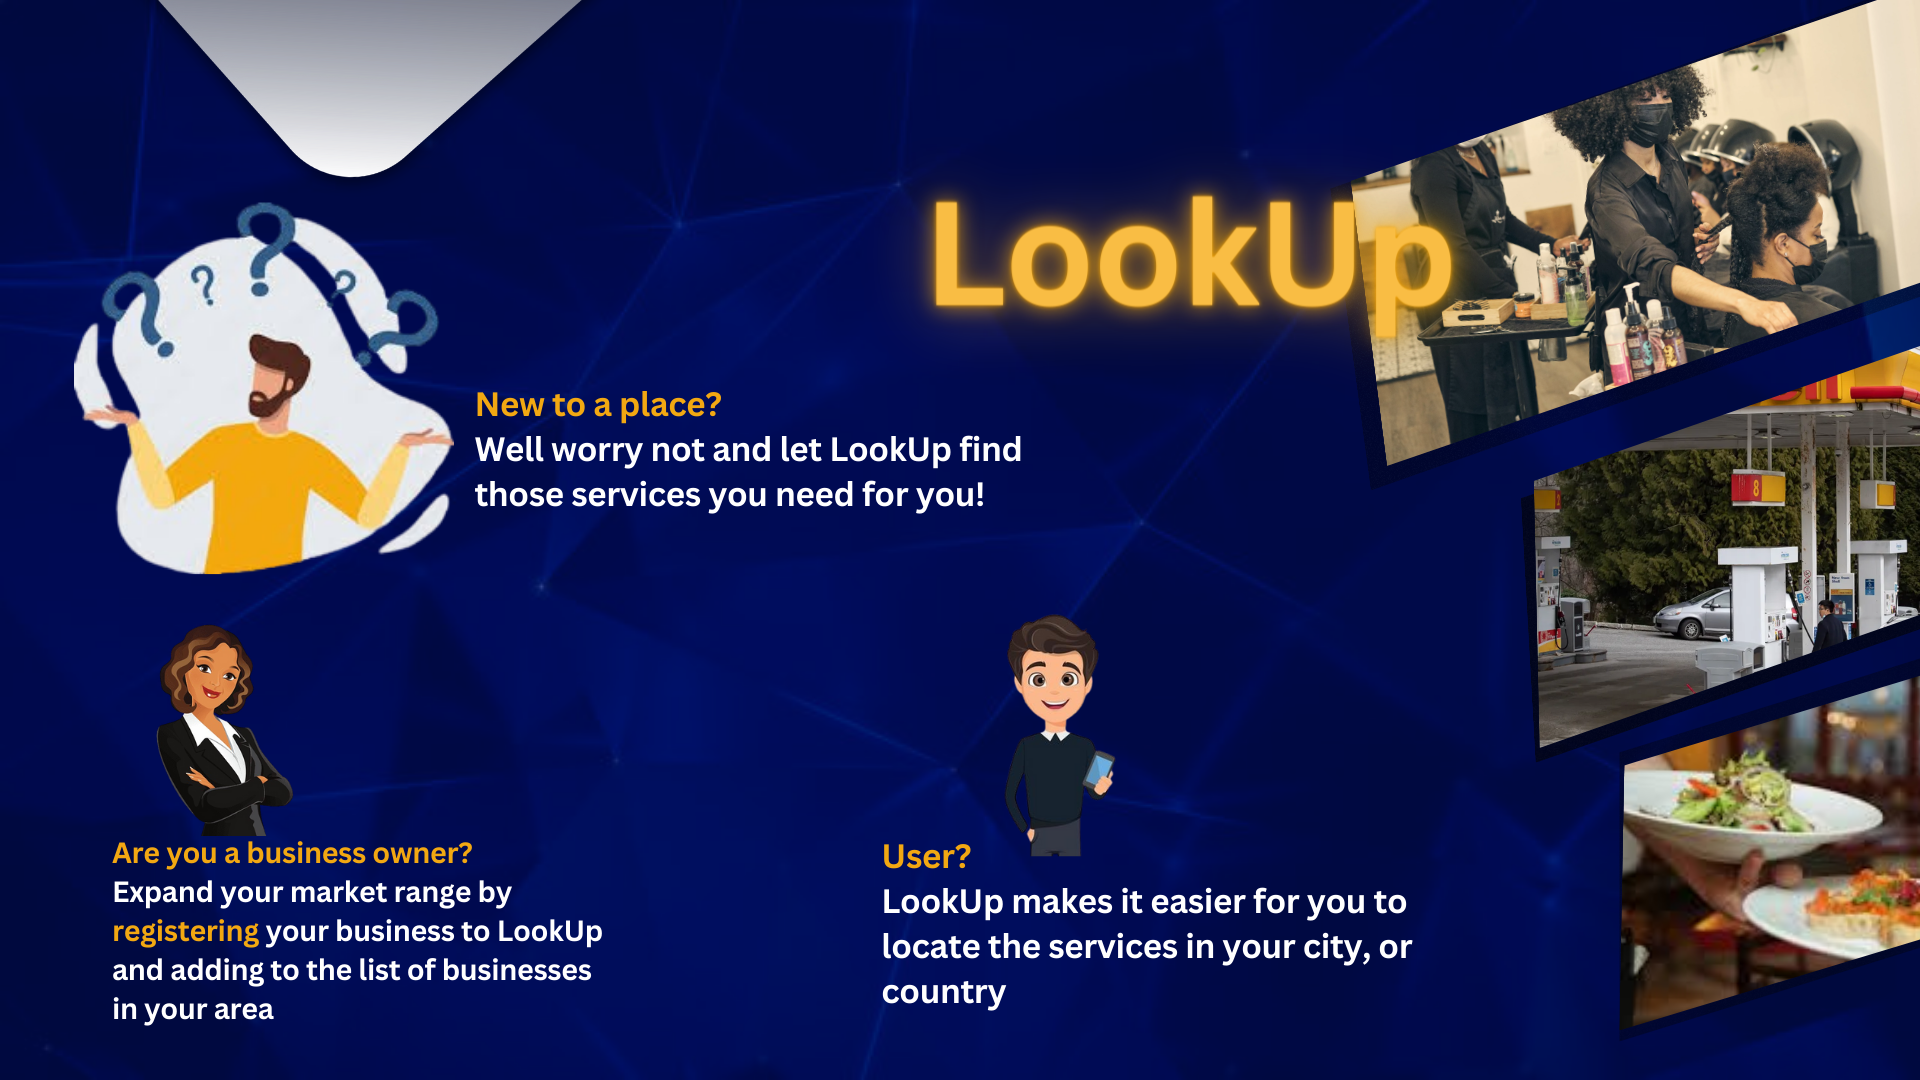 LookUp
New to a place?
Well worry not and let LookUp find
those services you need for you!
Are you a business owner?
Expand your market range by
registering your business to LookUp
and adding to the list of businesses
in your area
User?
LookUp makes it easier for you to
locate the services in your city, or
country
8